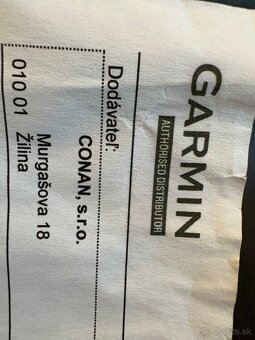 GARMIN
AUTHORISED DISTRIBUTOR
Dodávateľ:
CONAN, s.r.o.
Murgašova 18
010 01 Žilina